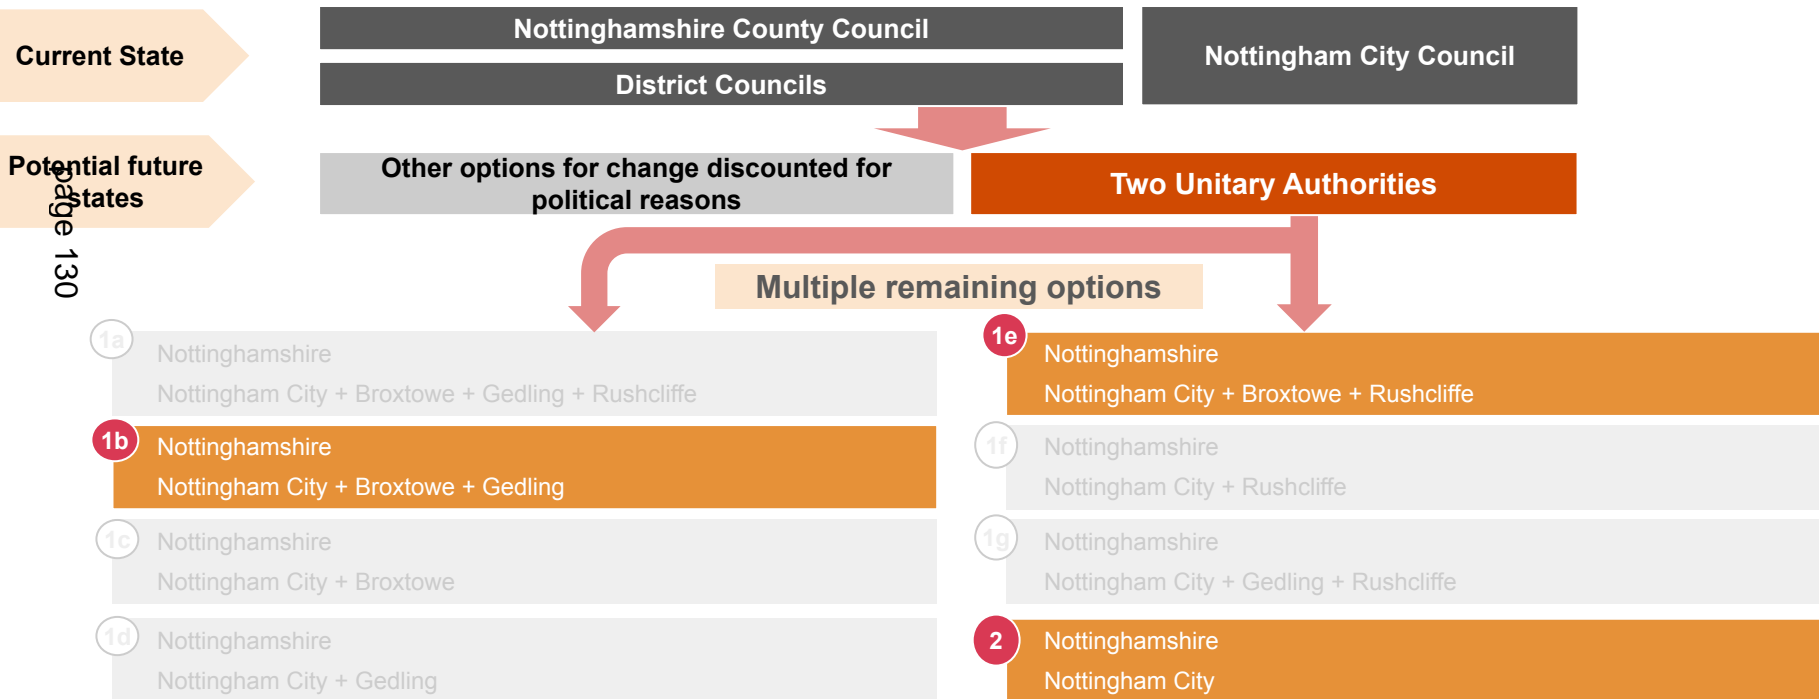 Current State
Nottinghamshire County Council
District Councils
Nottingham City Council
Potential future
states
page 130
Other options for change discounted for
political reasons
Two Unitary Authorities
Multiple remaining options
1a
Nottinghamshire
Nottingham City + Broxtowe + Gedling + Rushcliffe
1b
Nottinghamshire
Nottingham City + Broxtowe + Gedling
1c
Nottinghamshire
Nottingham City + Broxtowe
1d
Nottinghamshire
Nottingham City + Gedling
1e
Nottinghamshire
Nottingham City + Broxtowe + Rushcliffe
1f
Nottinghamshire
Nottingham City + Rushcliffe
1g
Nottinghamshire
Nottingham City + Gedling + Rushcliffe
2
Nottinghamshire
Nottingham City